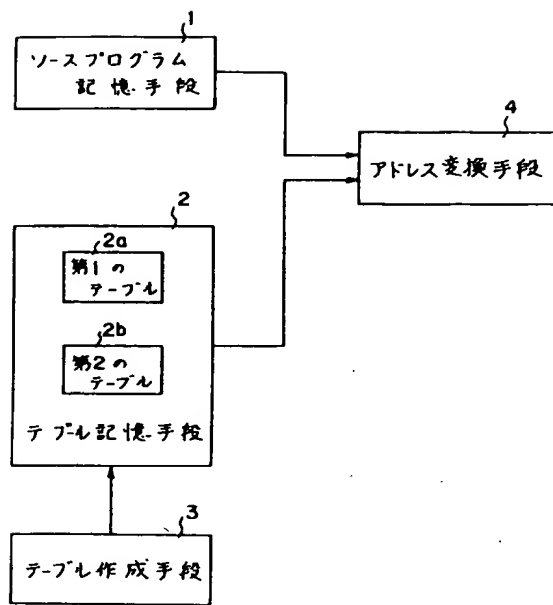 1
ソースプログラム
記憶手段
4
アドレス変換手段
2
2a
第1の
テーブル
2b
第2の
テーブル
テブール記憶手段
3
テーブル作成手段